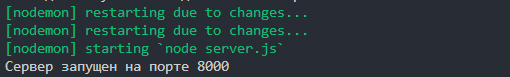 [nodemon] restarting due to changes...
[nodemon] restarting due to changes...
[nodemon] starting `node server.js`
Сервер запущен на порте 8000